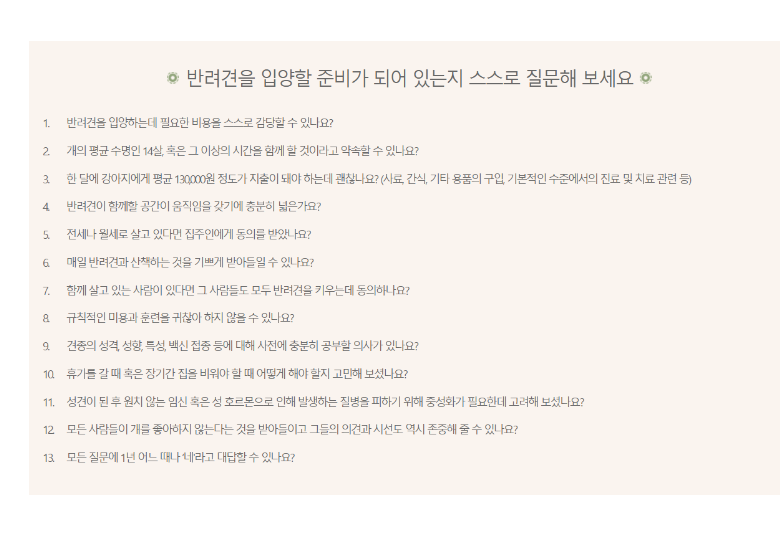 반려견을 입양할 준비가 되어 있는지 스스로 질문해 보세요
1. 반려견을 입양하는데 필요한 비용을 스스로 감당할 수 있나요?
2. 개의 평균 수명인 14살, 혹은 그 이상의 시간을 함께 할 것이라고 약속할 수 있나요?
3. 한 달에 강아지에게 평균 130,000원 정도가 지출이 돼야 하는데 괜찮나요? (사료, 간식, 기타 용품의 구입, 기본적인 수준에서의 진료 및 치료 관련 등)
4. 반려견이 함께할 공간이 움직임을 갖기에 충분히 넓은가요?
5. 전세나 월세로 살고 있다면 집주인에게 동의를 받았나요?
6. 매일 반려견과 산책하는 것을 기쁘게 받아들일 수 있나요?
7. 함께 살고 있는 사람이 있다면 그 사람들도 모두 반려견을 키우는데 동의하나요?
8. 규칙적인 미용과 훈련을 귀찮아 하지 않을 수 있나요?
9. 견종의 성격, 성향, 특성, 백신 접종 등에 대해 사전에 충분히 공부할 의사가 있나요?
10. 휴가를 갈 때 혹은 장기간 집을 비워야 할 때 어떻게 해야 할지 고민해 보셨나요?
11. 성견이 된 후 원치 않는 임신 혹은 성 호르몬으로 인해 발생하는 질병을 피하기 위해 중성화가 필요한데 고려해 보셨나요?
12. 모든 사람들이 개를 좋아하지 않는다는 것을 받아들이고 그들의 의견과 시선도 역시 존중해 줄 수 있나요?
13. 모든 질문에 1년 어느 때나 '네'라고 대답할 수 있나요?